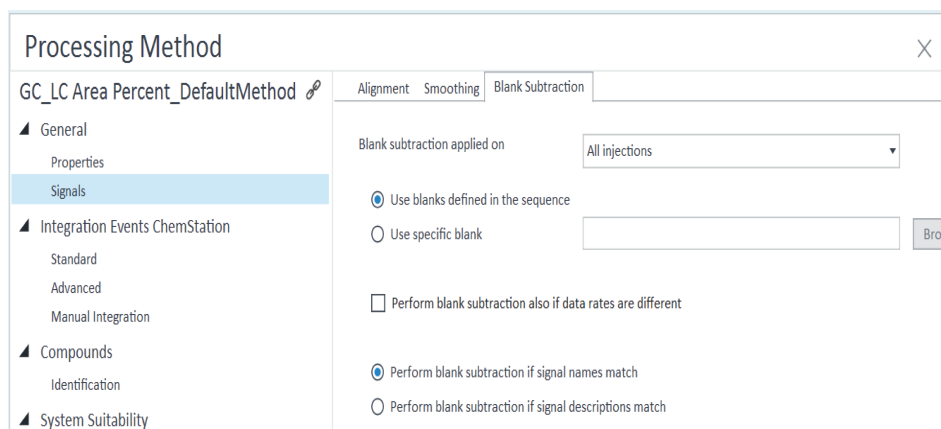 Processing Method
X
GC_LC Area Percent_DefaultMethod
General
Properties
Signals
Integration Events ChemStation
Standard
Advanced
Manual Integration
Compounds
Identification
System Suitability
Alignment Smoothing Blank Subtraction
Blank subtraction applied on All injections
Use blanks defined in the sequence
Use specific blank Bro
Perform blank subtraction also if data rates are different
Perform blank subtraction if signal names match
Perform blank subtraction if signal descriptions match